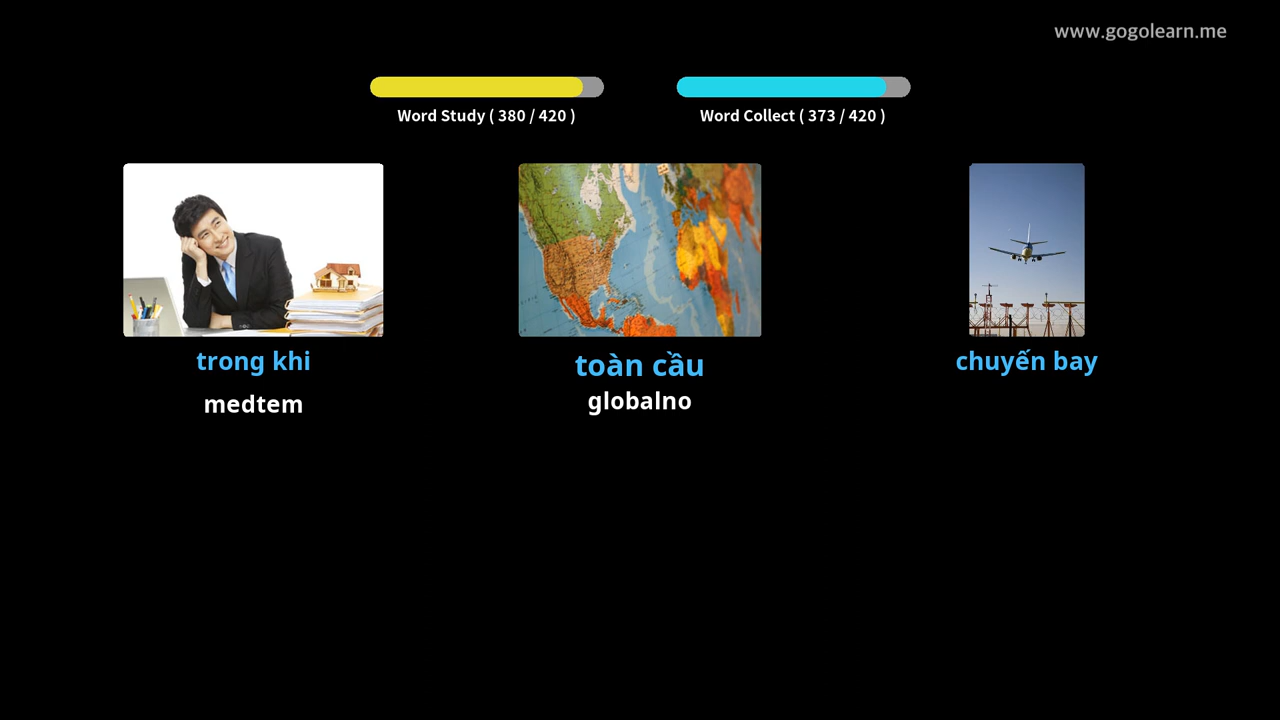 www.gogolearn.me
Word Study ( 380 / 420 )
Word Collect ( 373 / 420 )
trong khi
medtem
toàn cầu
globalno
chuyến bay